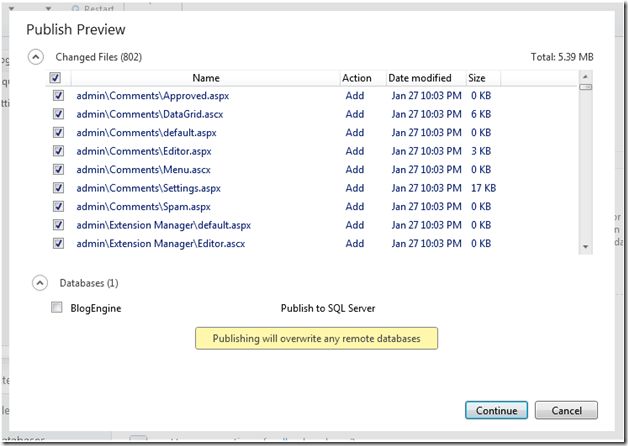 Restart
Publish Preview
Changed Files (802) Total: 5.39 MB
Name Action Date modified Size
admin\Comments\Approved.aspx Add Jan 27 10:03 PM 0 KB
admin\Comments\DataGrid.ascx Add Jan 27 10:03 PM 6 KB
admin\Comments\default.aspx Add Jan 27 10:03 PM 0 KB
admin\Comments\Editor.aspx Add Jan 27 10:03 PM 3 KB
admin\Comments\Menu.ascx Add Jan 27 10:03 PM 0 KB
admin\Comments\Settings.aspx Add Jan 27 10:03 PM 17 KB
admin\Comments\Spam.aspx Add Jan 27 10:03 PM 0 KB
admin\Extension Manager\default.aspx Add Jan 27 10:03 PM 0 KB
admin\Extension Manager\Editor.ascx Add Jan 27 10:03 PM 0 KB
Databases (1)
BlogEngine Publish to SQL Server
Publishing will overwrite any remote databases
Continue Cancel